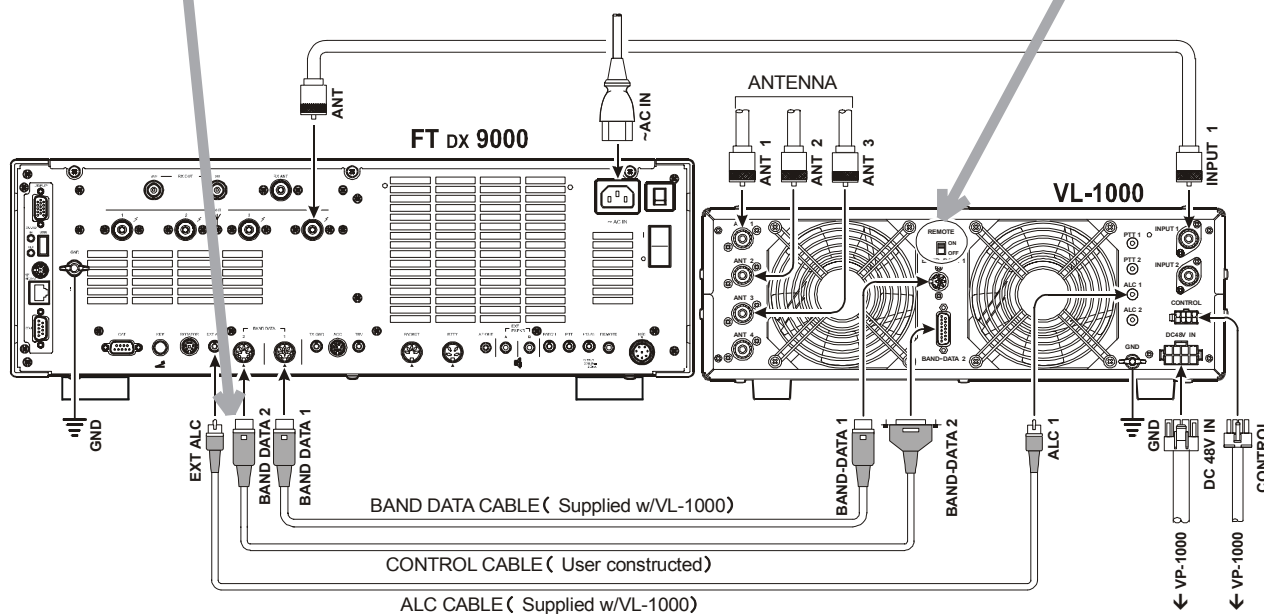 ANT
~AC IN
ANTENNA
ANT 1
ANT 2
ANT 3
INPUT 1
FT DX 9000
VL-1000
RX ANT
~ AC IN
BAND DATA
REMOTE
ON
OFF
ANT 2
ANT 3
ANT 4
BAND-DATA 2
PTT 1
PTT 2
ALC 1
ALC 2
GND
INPUT 1
INPUT 2
CONTROL
DC48V IN
GND
EXT ALC
BAND DATA 2
BAND DATA 1
BAND-DATA 1
BAND-DATA 2
ALC 1
GND
DC 48V IN
CONTROL
BAND DATA CABLE( Supplied w/VL-1000)
CONTROL CABLE( User constructed)
ALC CABLE( Supplied w/VL-1000)
← VP-1000
← VP-1000